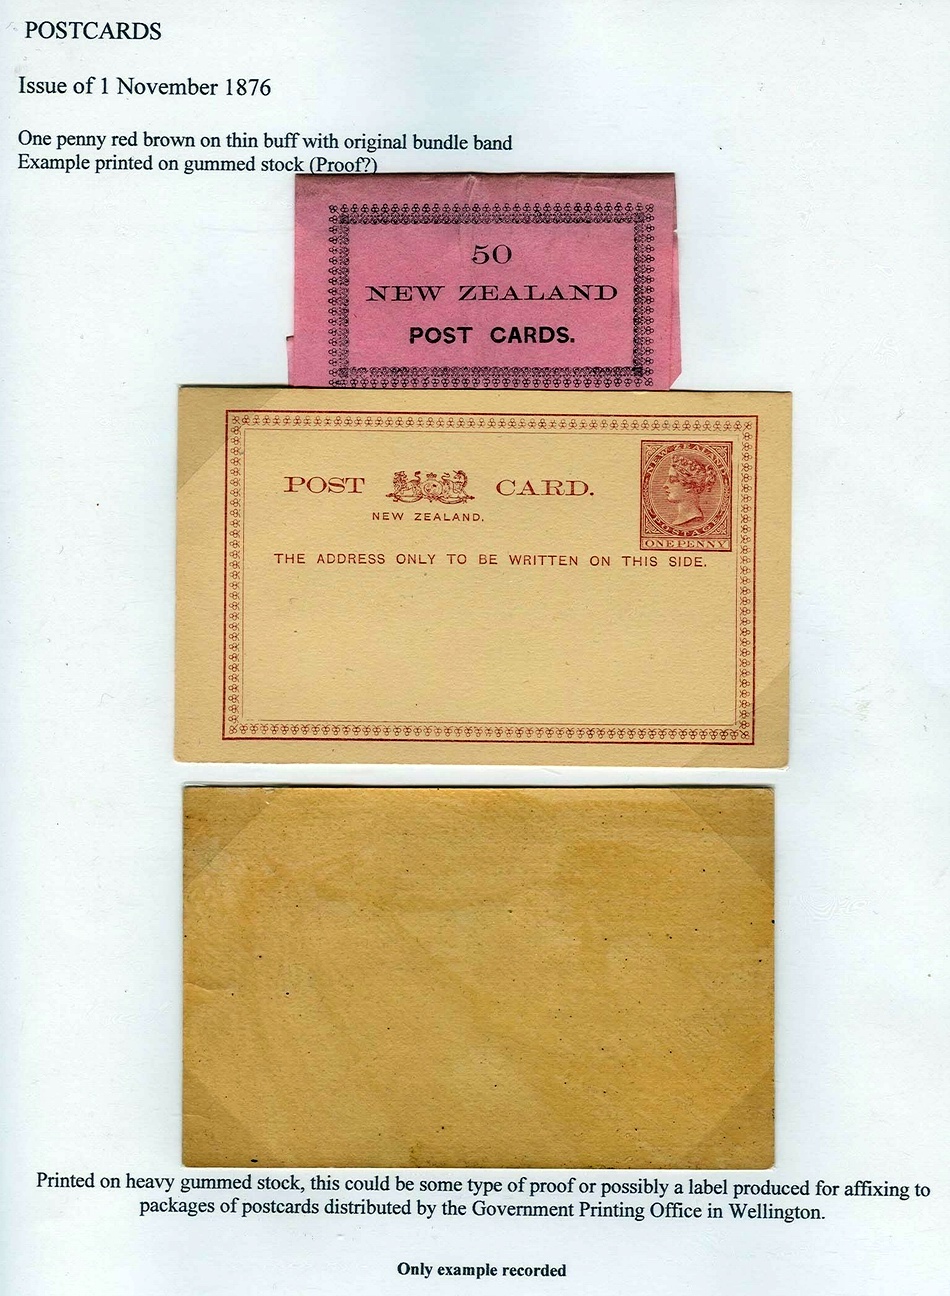 POSTCARDS
Issue of 1 November 1876
One penny red brown on thin buff with original bundle band
Example printed on gummed stock (Proof?)
50
NEW ZEALAND
POST CARDS.
POST CARD.
NEW ZEALAND.
NEW ZEALAND
POSTAGE
ONE PENNY
THE ADDRESS ONLY TO BE WRITTEN ON THIS SIDE.
Printed on heavy gummed stock, this could be some type of proof or possibly a label produced for affixing to
packages of postcards distributed by the Government Printing Office in Wellington.
Only example recorded